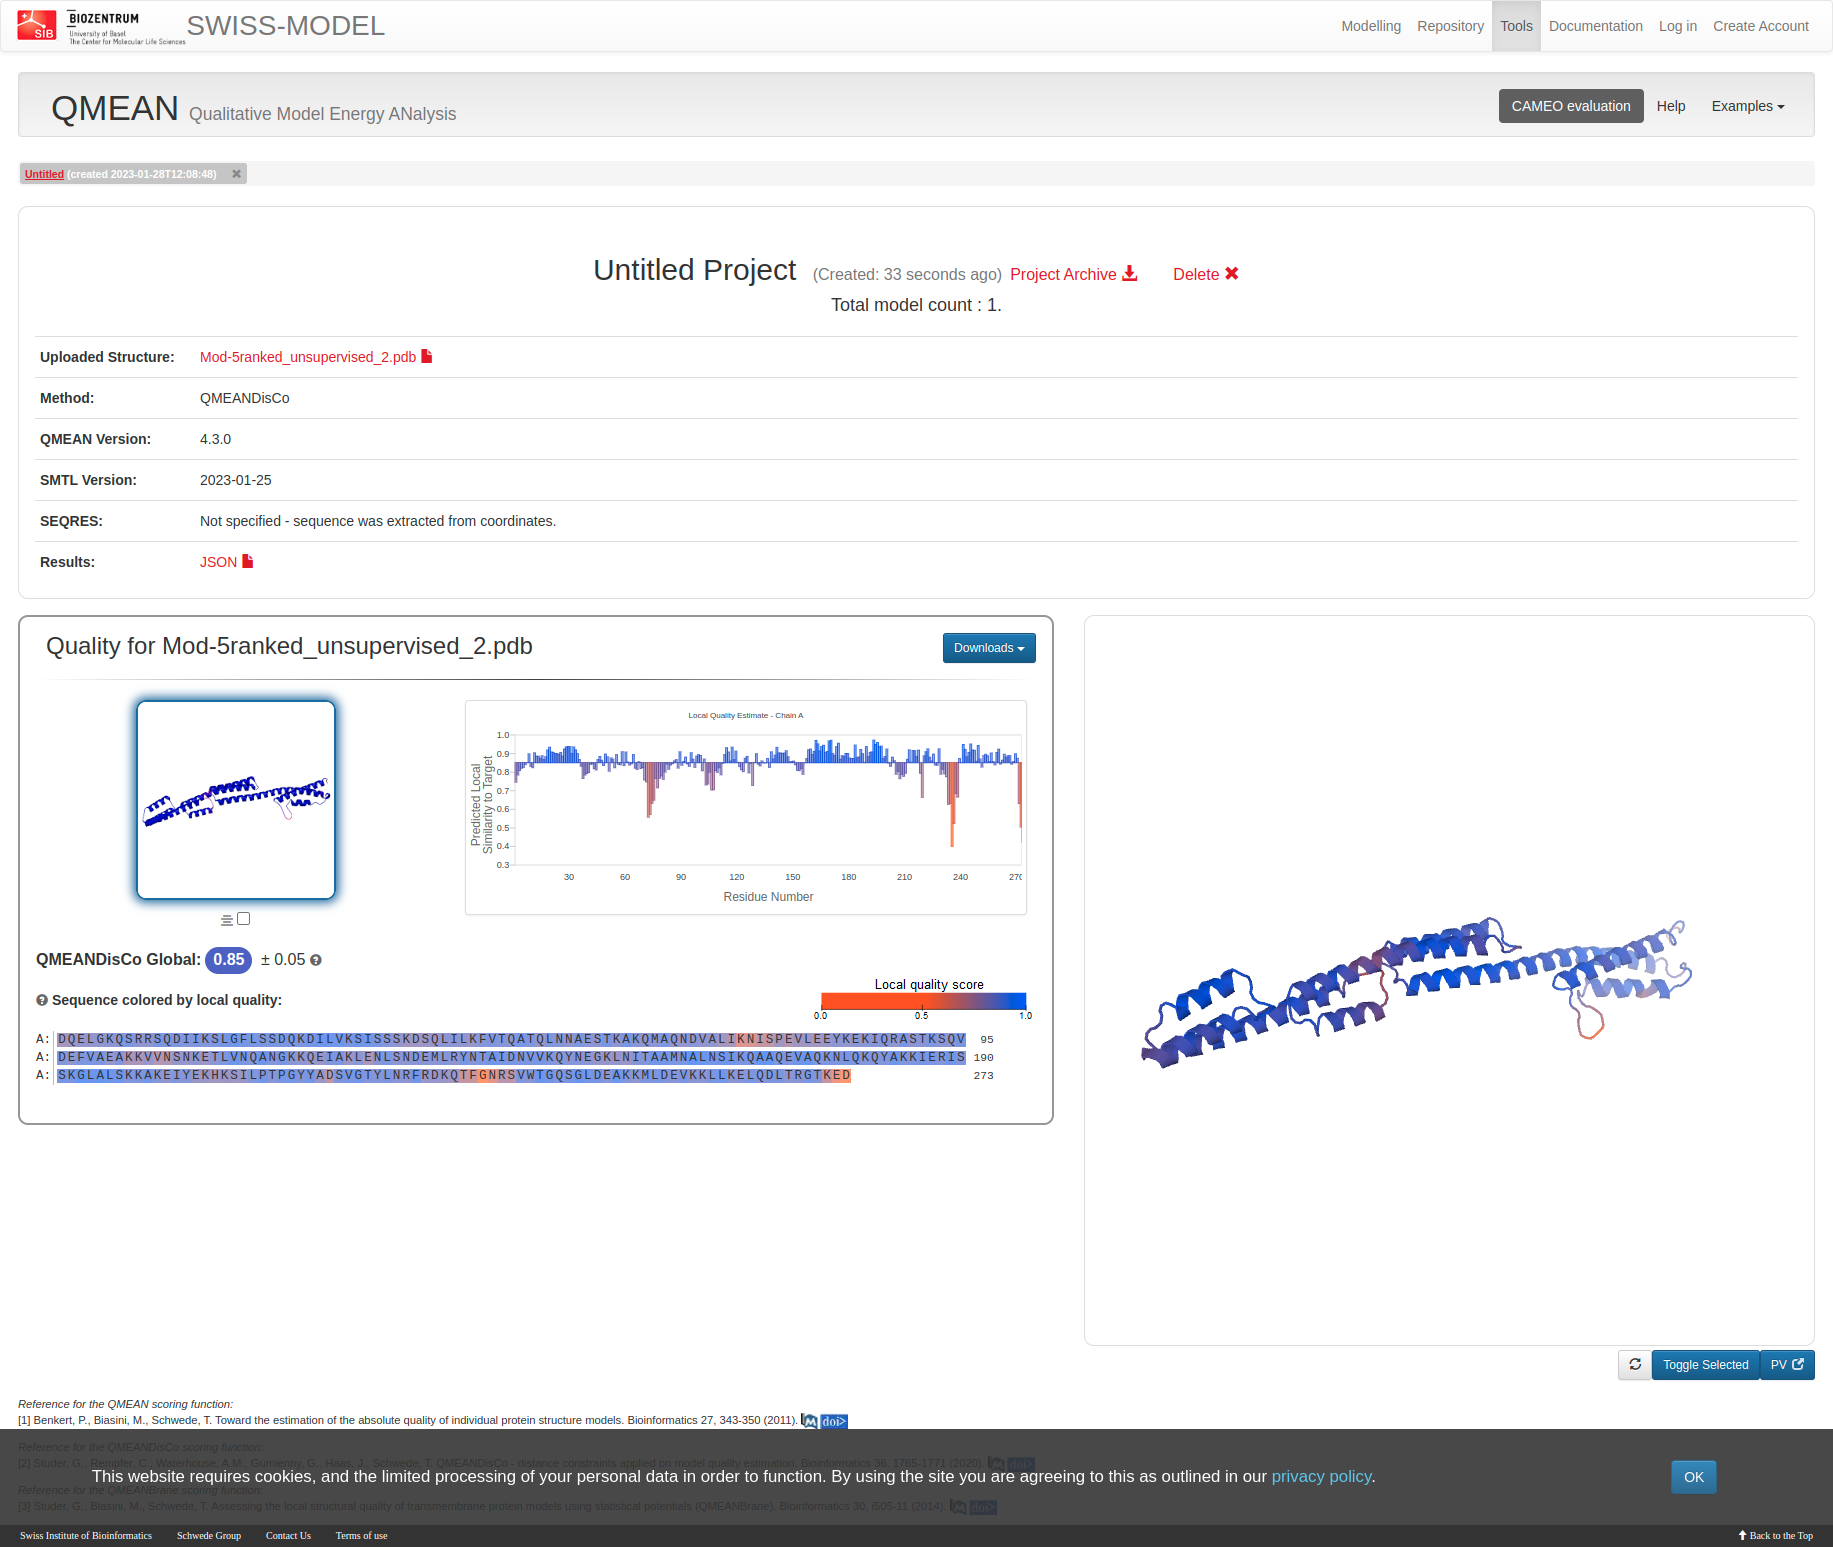 SIB
BIOZENTRUM
University of Basel
The Center for Molecular Life Sciences
SWISS-MODEL
Modelling Repository Tools Documentation Log in Create Account
QMEAN Qualitative Model Energy ANalysis
CAMEO evaluation Help Examples
Untitled (created 2023-01-28T12:08:48) ✖
Untitled Project (Created: 33 seconds ago) Project Archive Delete ✖
Total model count : 1.
Uploaded Structure: Mod-5ranked_unsupervised_2.pdb
Method: QMEANDisCo
QMEAN Version: 4.3.0
SMTL Version: 2023-01-25
SEQRES: Not specified - sequence was extracted from coordinates.
Results: JSON
Quality for Mod-5ranked_unsupervised_2.pdb
Downloads
Local Quality Estimate - Chain A
Predicted Local
Similarity to Target
1.0
0.9
0.8
0.7
0.6
0.5
0.4
0.3
30 60 90 120 150 180 210 240 270
Residue Number
QMEANDisCo Global: 0.85 ± 0.05
Sequence colored by local quality:
Local quality score
0.0 0.5 1.0
A: DQELGKQSRRSQDIIKSLGFLSSDQKDILVKSISSSKDSQLILKFVTQATQLNNAESTKAKQMAQNDVALIKNISPEVLEEYKEKIQRASTKSQV 95
A: DEFVAEAKKVVNSNKETLVNQANGKKQEIAKLENLSNDEMLRYNTAIDNVVKQYNEGKLNITAAMNALNSIKQAAQEVAQKNLQKQYAKKIERIS 190
A: SKGLALSKKAKEIYEKHKSILPTPGYYADSVGTYLNRFRDKQTFGNRSVWTGQSGLDEAKKMLDEVKKLLKELQDLTRGTKED 273
Toggle Selected PV
Reference for the QMEAN scoring function:
[1] Benkert, P., Biasini, M., Schwede, T. Toward the estimation of the absolute quality of individual protein structure models. Bioinformatics 27, 343-350 (2011). M doi>
Reference for the QMEANDisCo scoring function:
[2] Studer, G., Rempfer, C., Waterhouse, A.M., Gumienny, G., Haas, J., Schwede, T. QMEANDisCo - distance constraints applied on model quality estimation. Bioinformatics 36, 1765-1771 (2020). M doi>
This website requires cookies, and the limited processing of your personal data in order to function. By using the site you are agreeing to this as outlined in our privacy policy.
OK
Reference for the QMEANBrane scoring function:
[3] Studer, G., Biasini, M., Schwede, T. Assessing the local structural quality of transmembrane protein models using statistical potentials (QMEANBrane). Bioinformatics 30, i505-11 (2014). M doi>
Swiss Institute of Bioinformatics Schwede Group Contact Us Terms of use
Back to the Top